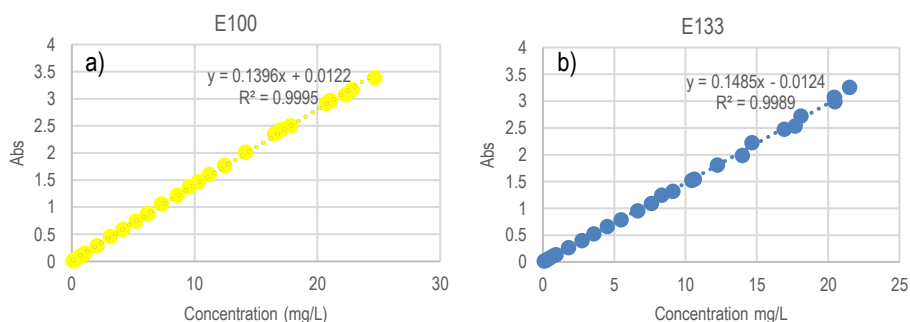 E100
a)
y = 0.1396x + 0.0122
R² = 0.9995
Abs
4
3.5
3
2.5
2
1.5
1
0.5
0
0
10
20
30
Concentration (mg/L)
E133
b)
y = 0.1485x - 0.0124
R² = 0.9989
Abs
4
3.5
3
2.5
2
1.5
1
0.5
0
0
5
10
15
20
25
Concentration mg/L